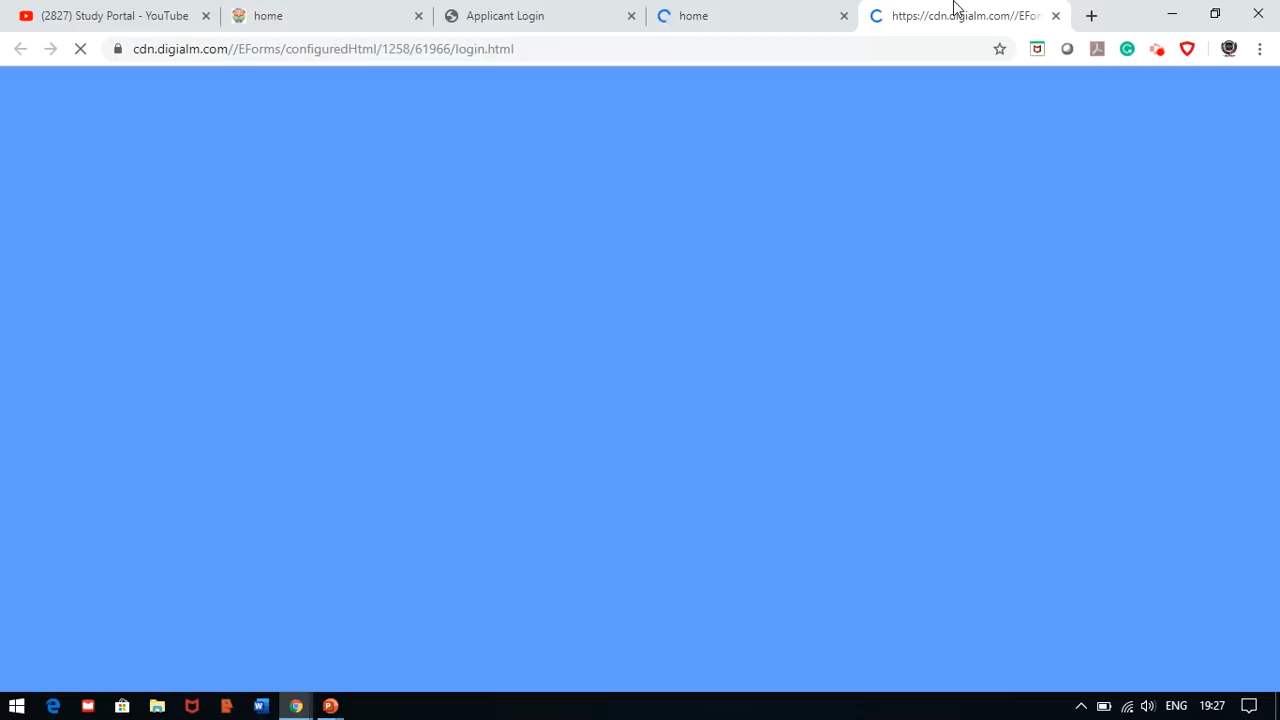 (2827) Study Portal - YouTube
home
Applicant Login
home
https://cdn.digialm.com//EFor
cdn.digialm.com//EForms/configuredHtml/1258/61966/login.html
ENG
19:27